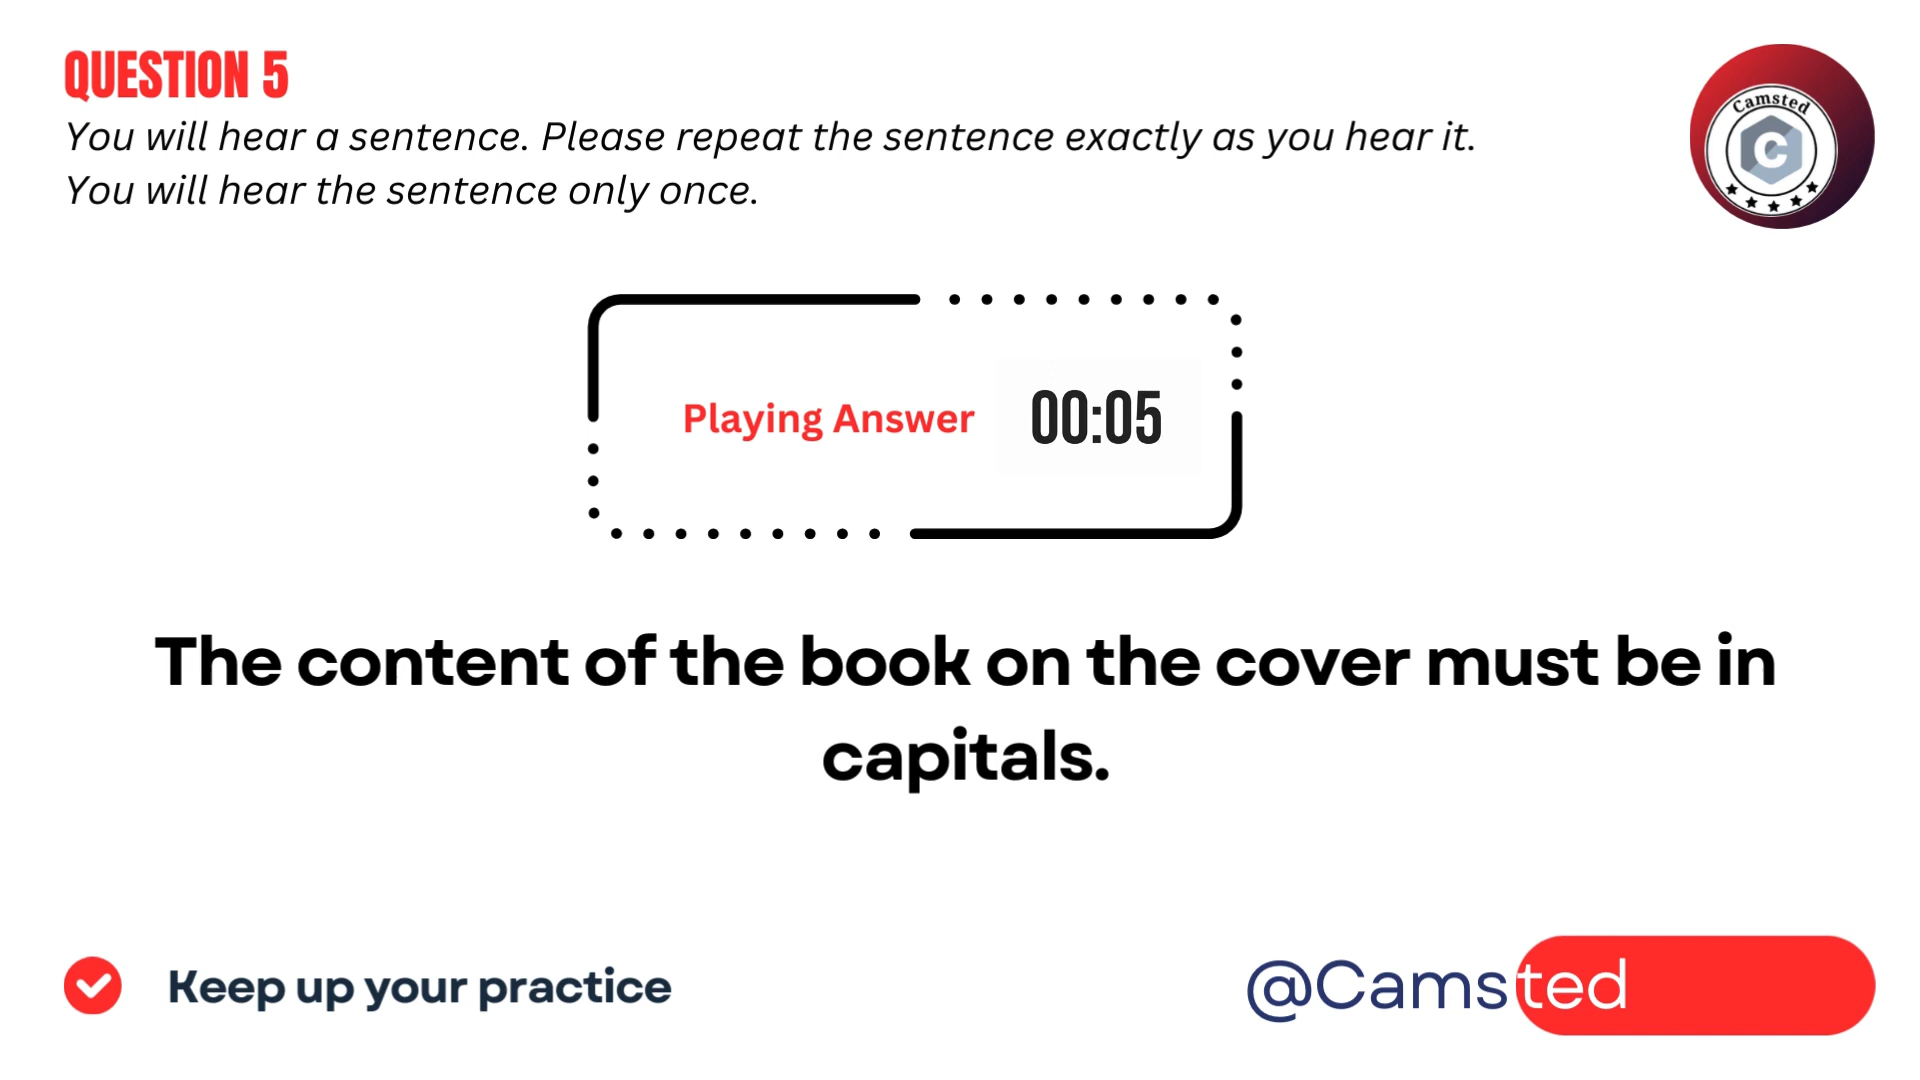 QUESTION 5
You will hear a sentence. Please repeat the sentence exactly as you hear it.
You will hear the sentence only once.
Camsted
C
Playing Answer 00:05
The content of the book on the cover must be in
capitals.
Keep up your practice
@Camsted